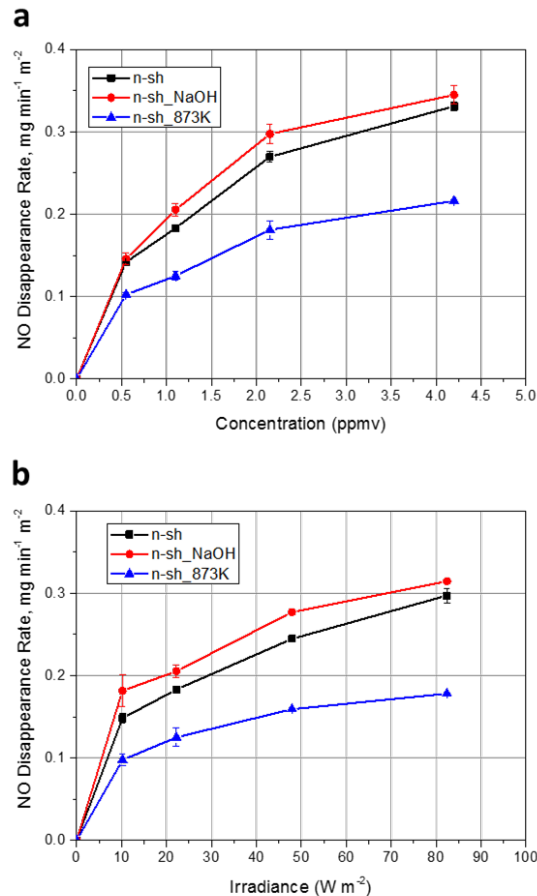 a
0.4
0.3
0.2
0.1
0.0
NO Disappearance Rate, mg min⁻¹ m⁻²
n-sh
n-sh_NaOH
n-sh_873K
0.0 0.5 1.0 1.5 2.0 2.5 3.0 3.5 4.0 4.5 5.0
Concentration (ppmv)
b
0.4
0.3
0.2
0.1
0.0
NO Disappearance Rate, mg min⁻¹ m⁻²
n-sh
n-sh_NaOH
n-sh_873K
0 10 20 30 40 50 60 70 80 90 100
Irradiance (W m⁻²)